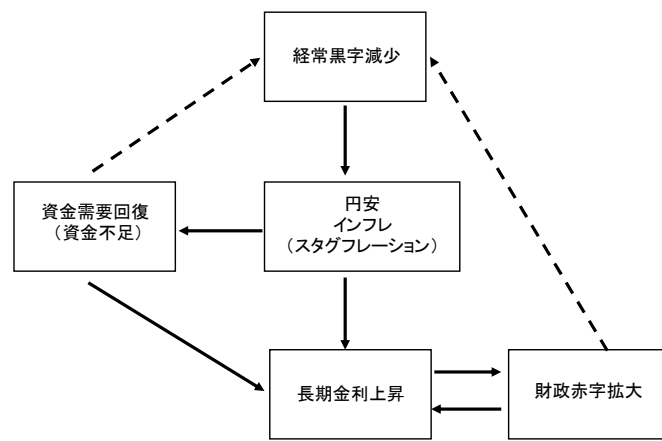 経常黒字減少
資金需要回復
（資金不足）
円安
インフレ
（スタグフレーション）
長期金利上昇
財政赤字拡大